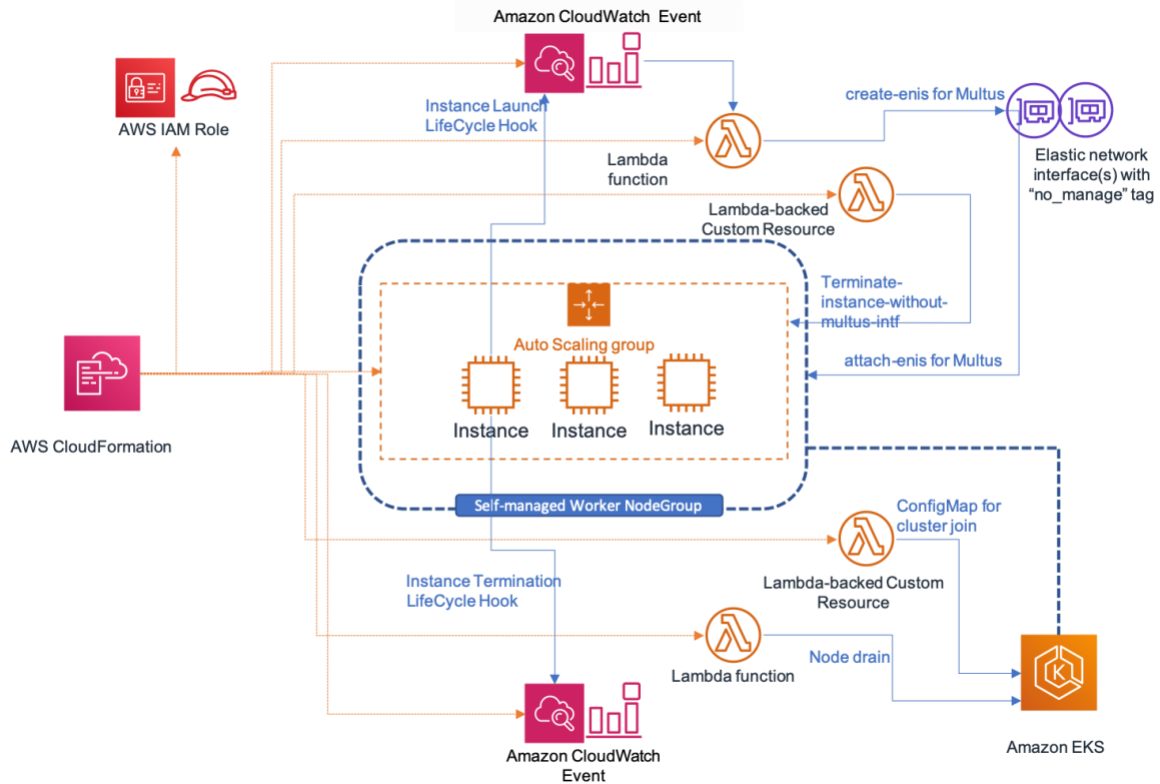 Amazon CloudWatch Event
AWS IAM Role
Instance Launch
LifeCycle Hook
create-enis for Multus
Lambda
function
Elastic network
interface(s) with
“no_manage” tag
Lambda-backed
Custom Resource
Terminate-
instance-without-
multus-intf
Auto Scaling group
attach-enis for Multus
Instance
Instance
Instance
AWS CloudFormation
Self-managed Worker NodeGroup
ConfigMap for
cluster join
Instance Termination
LifeCycle Hook
Lambda-backed Custom
Resource
Node drain
Lambda function
K
Amazon EKS
Amazon CloudWatch
Event